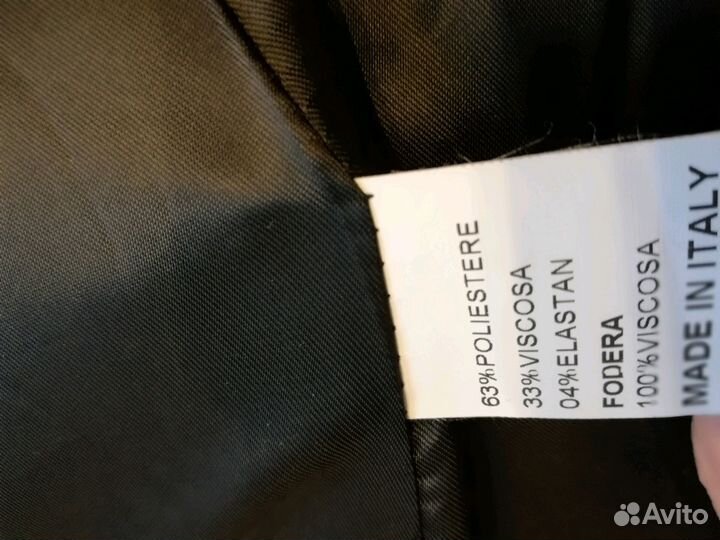 63%POLIESTERE
33%VISCOSA
04%ELASTAN
FODERA
100%VISCOSA
MADE IN ITALY
Avito